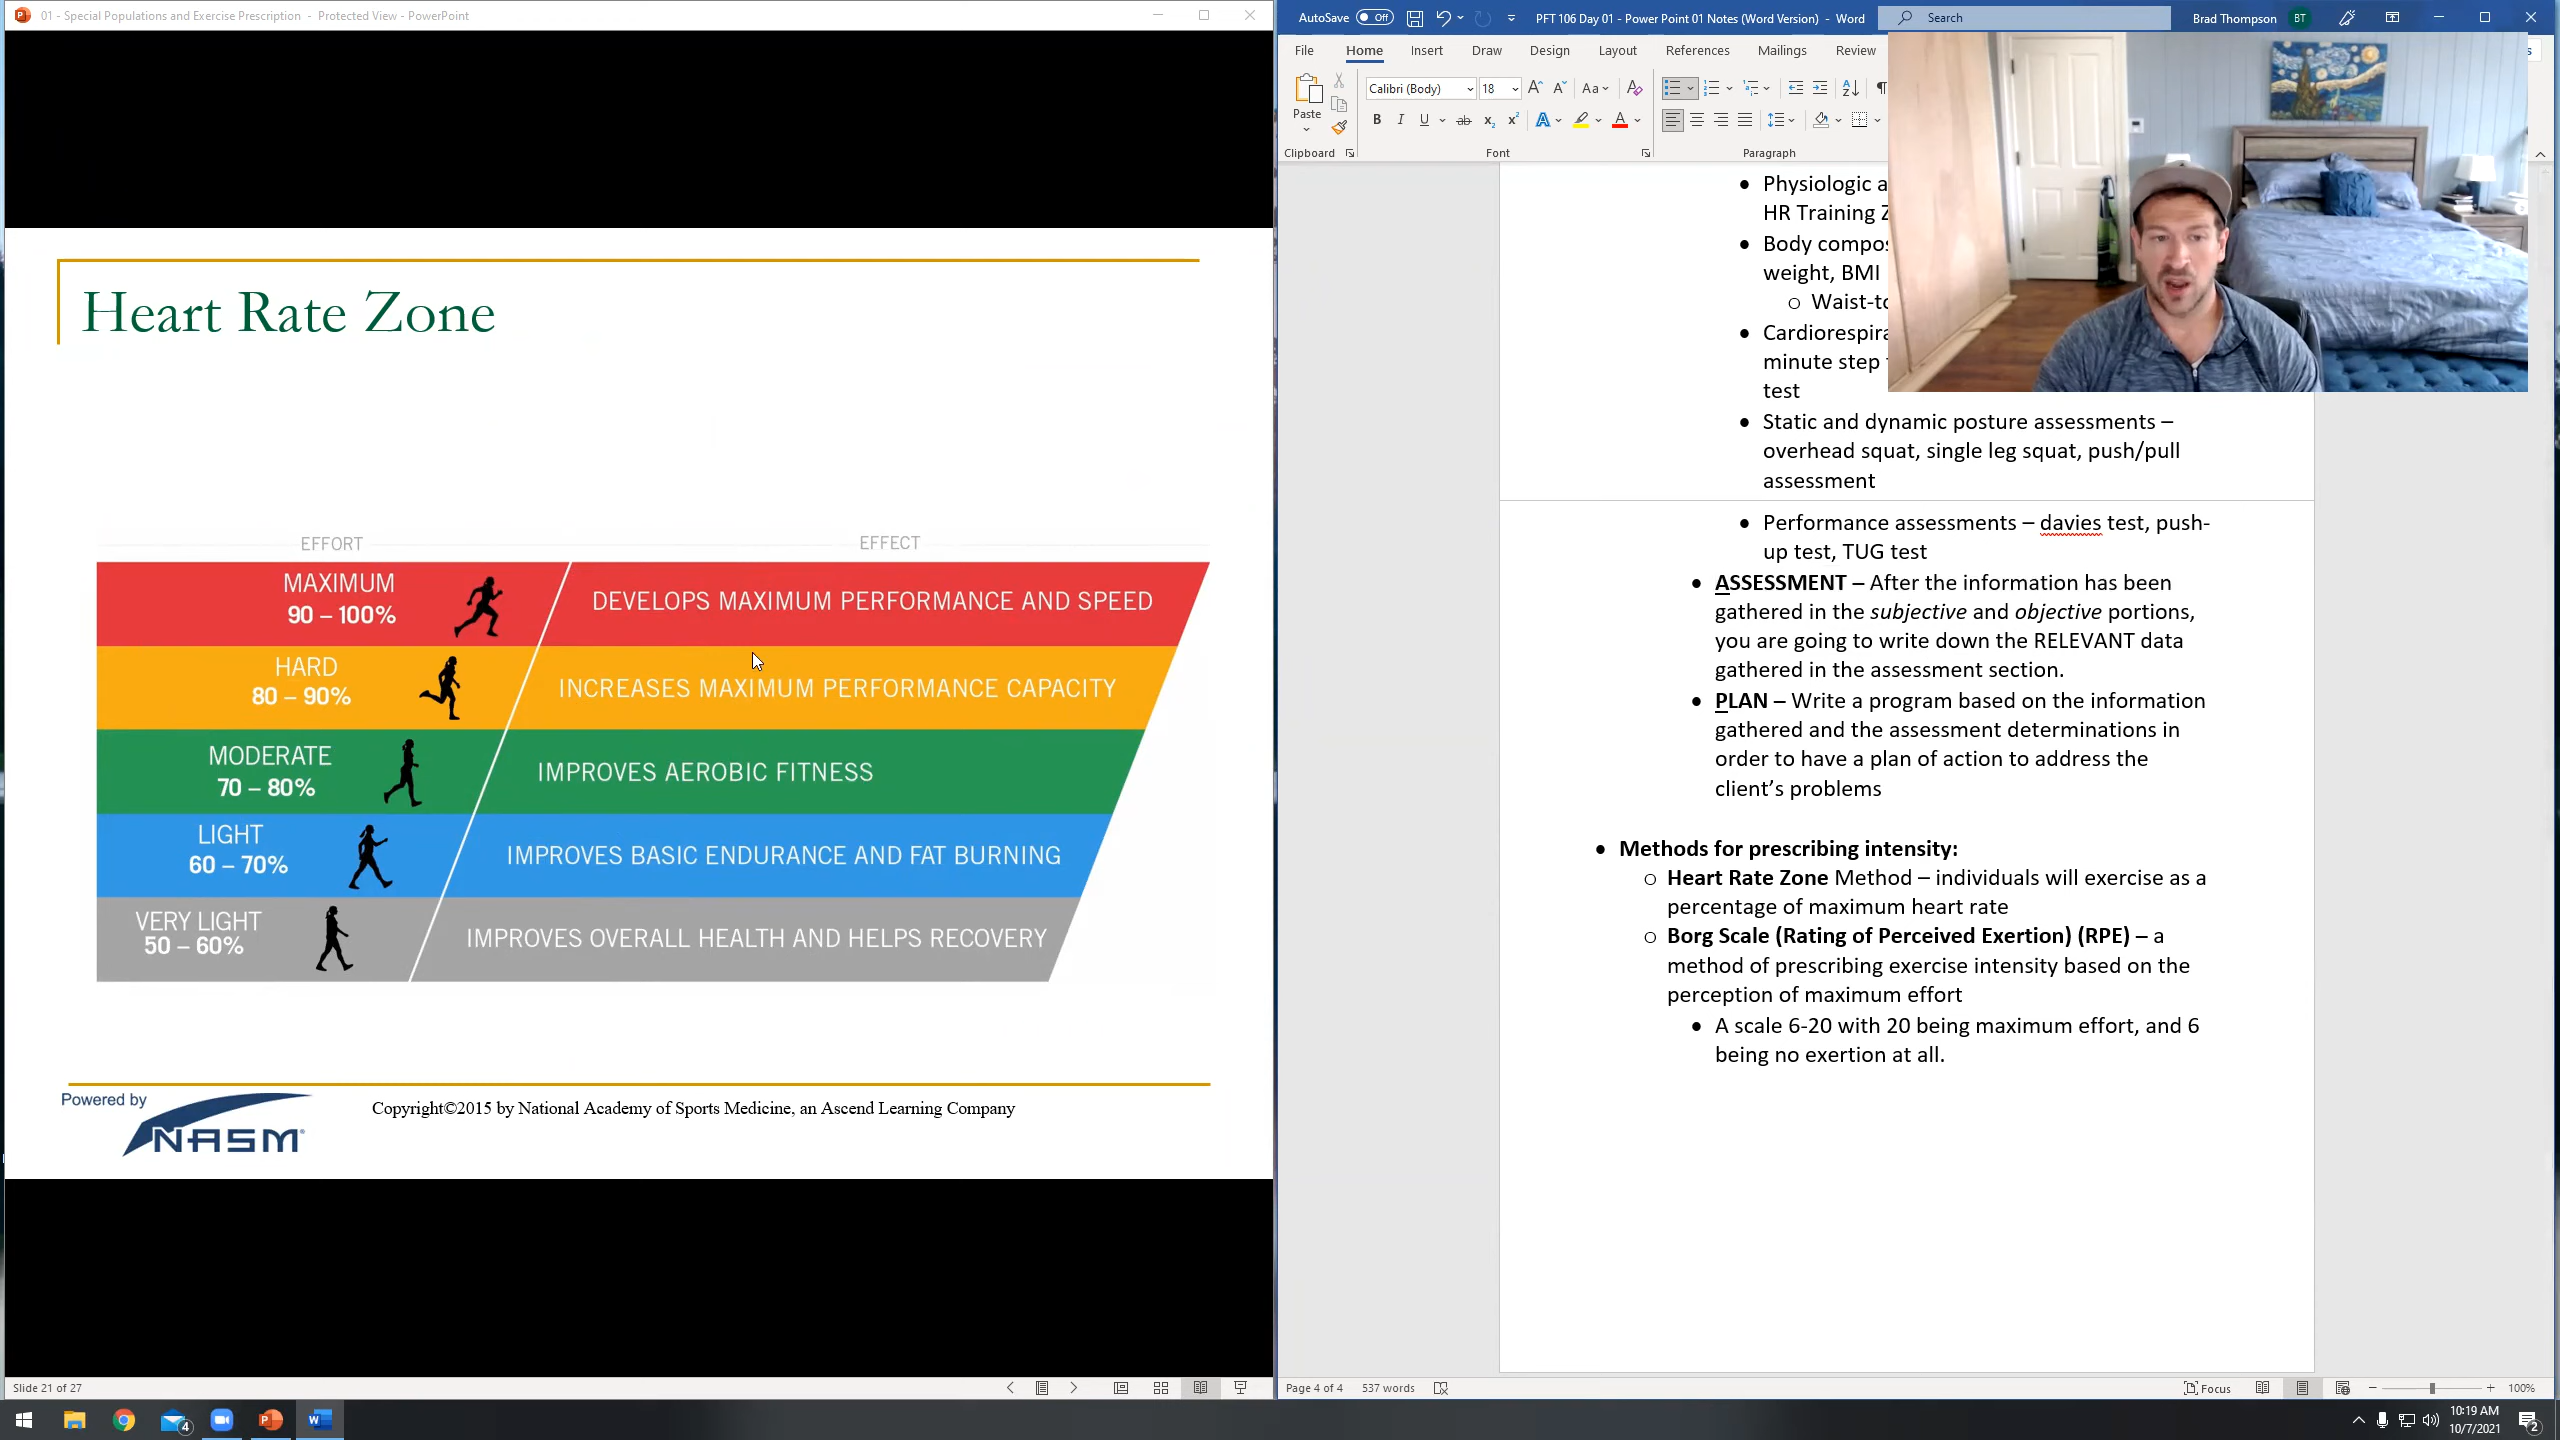 01 - Special Populations and Exercise Prescription - Protected View - PowerPoint
Heart Rate Zone
EFFORT EFFECT
MAXIMUM
90 – 100%
DEVELOPS MAXIMUM PERFORMANCE AND SPEED
HARD
80 – 90%
INCREASES MAXIMUM PERFORMANCE CAPACITY
MODERATE
70 – 80%
IMPROVES AEROBIC FITNESS
LIGHT
60 – 70%
IMPROVES BASIC ENDURANCE AND FAT BURNING
VERY LIGHT
50 – 60%
IMPROVES OVERALL HEALTH AND HELPS RECOVERY
Powered by
NASM
Copyright©2015 by National Academy of Sports Medicine, an Ascend Learning Company
Slide 21 of 27
AutoSave Off
PFT 106 Day 01 - Power Point 01 Notes (Word Version) - Word
Search
Brad Thompson BT
File Home Insert Draw Design Layout References Mailings Review
Paste
Calibri (Body) 18
Clipboard Font Paragraph
• Physiologic a
HR Training Z
• Body compos
weight, BMI
o Waist-to
• Cardiorespira
minute step
test
• Static and dynamic posture assessments –
overhead squat, single leg squat, push/pull
assessment
• Performance assessments – davies test, push-
up test, TUG test
• ASSESSMENT – After the information has been
gathered in the subjective and objective portions,
you are going to write down the RELEVANT data
gathered in the assessment section.
• PLAN – Write a program based on the information
gathered and the assessment determinations in
order to have a plan of action to address the
client's problems
• Methods for prescribing intensity:
o Heart Rate Zone Method – individuals will exercise as a
percentage of maximum heart rate
o Borg Scale (Rating of Perceived Exertion) (RPE) – a
method of prescribing exercise intensity based on the
perception of maximum effort
• A scale 6-20 with 20 being maximum effort, and 6
being no exertion at all.
Page 4 of 4 537 words
Focus
100%
4
10:19 AM
10/7/2021
2